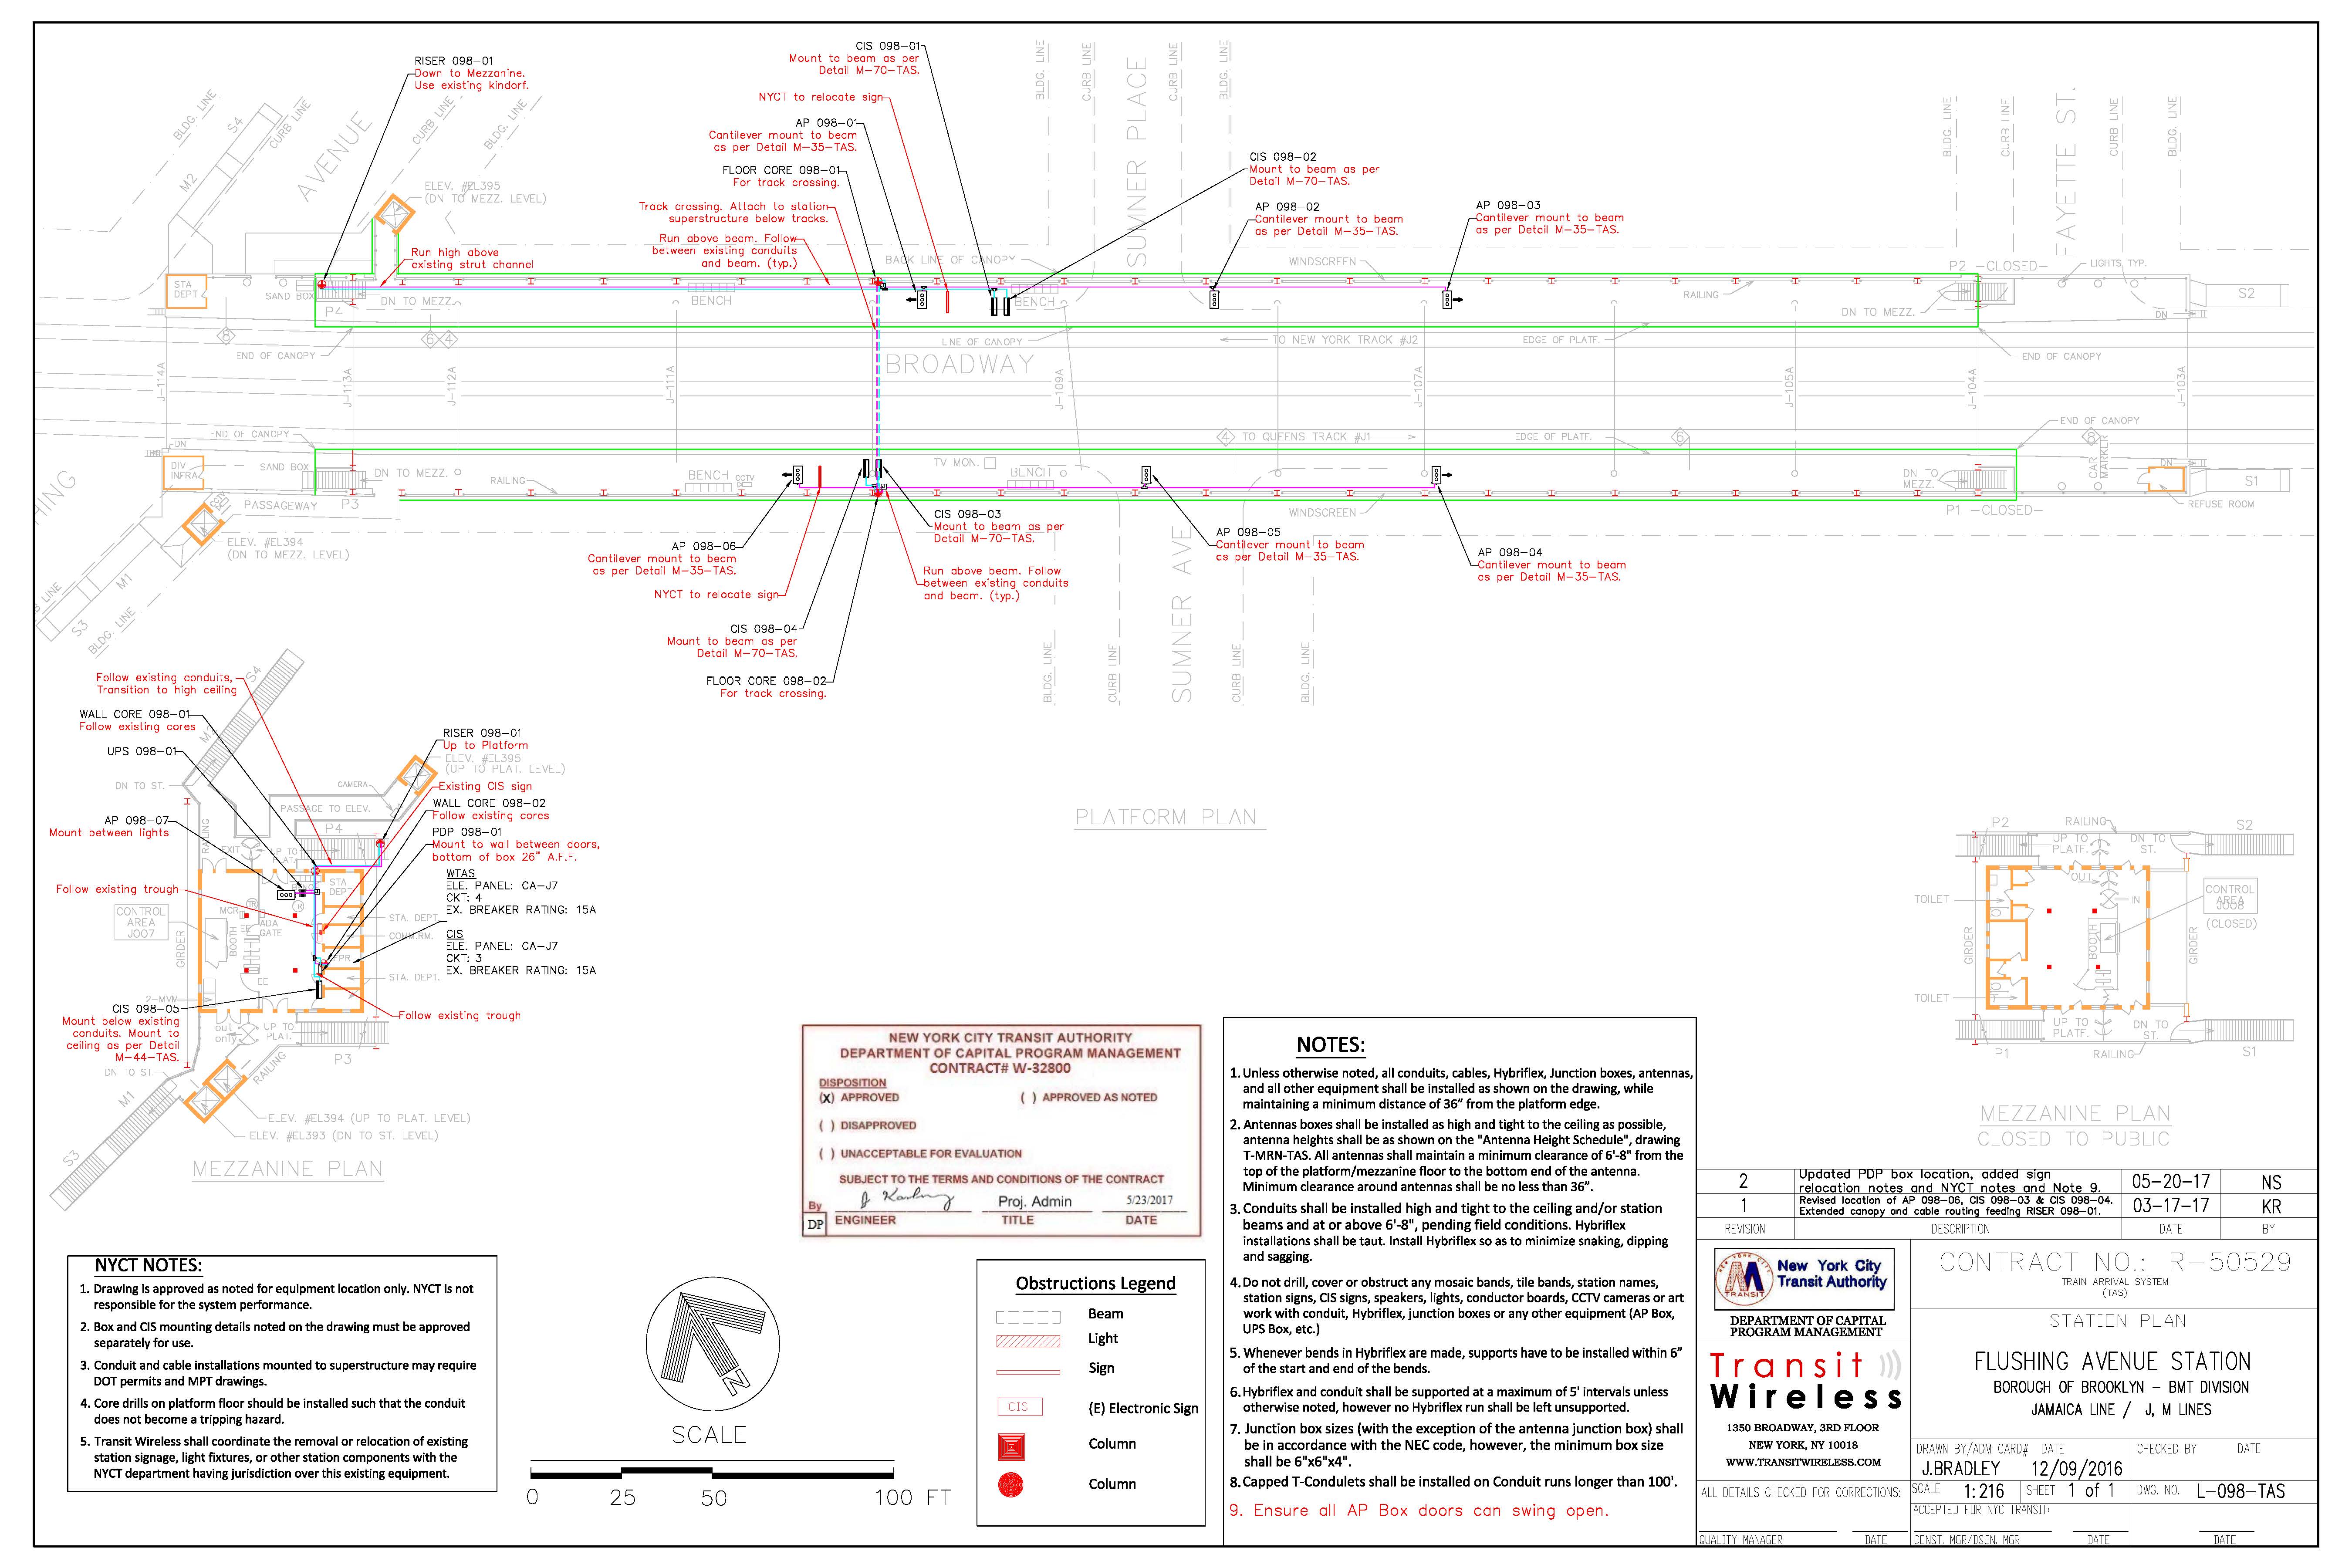 RISER 098-01
Down to Mezzanine.
Use existing kindorf.
CIS 098-01
Mount to beam as per
Detail M-70-TAS.
NYCT to relocate sign
AP 098-01
Cantilever mount to beam
as per Detail M-35-TAS.
FLOOR CORE 098-01
For track crossing.
Track crossing. Attach to station
superstructure below tracks.
Run above beam. Follow
between existing conduits
and beam. (typ.)
CIS 098-02
Mount to beam as per
Detail M-70-TAS.
AP 098-02
Cantilever mount to beam
as per Detail M-35-TAS.
AP 098-03
Cantilever mount to beam
as per Detail M-35-TAS.
BLDG. LINE
CURB LINE
SUMNER PLACE
CURB LINE
BLDG. LINE
BLDG. LINE
CURB LINE
FAYETTE ST.
CURB LINE
BLDG. LINE
BLDG. LINE
S4
CURB LINE
M2
AVENUE
CURB LINE
BLDG. LINE
ELEV. #EL395
(DN TO MEZZ. LEVEL)
Run high above
existing strut channel
BACK LINE OF CANOPY
WINDSCREEN
P2 -CLOSED-
LIGHTS TYP.
STA
DEPT
SAND BOX
P4
DN TO MEZZ.
BENCH
BENCH
RAILING
DN TO MEZZ.
S2
DN
8
6
4
END OF CANOPY
LINE OF CANOPY
TO NEW YORK TRACK #J2
EDGE OF PLATF.
END OF CANOPY
BROADWAY
J-114A
J-113A
J-112A
J-111A
J-109A
J-107A
J-105A
J-104A
J-103A
END OF CANOPY
DN
4
TO QUEENS TRACK #J1
EDGE OF PLATF.
6
END OF CANOPY
8
CAR
MARKER
DIV
INFRA
SAND BOX
DN TO MEZZ.
RAILING
BENCH
CCTV
TV MON.
BENCH
DN TO
MEZZ.
DN
S1
HING
CCTV
PASSAGEWAY
P3
WINDSCREEN
P1 -CLOSED-
REFUSE ROOM
ELEV. #EL394
(DN TO MEZZ. LEVEL)
B LINE
M1
S3
BLDG. LINE
AP 098-06
Cantilever mount to beam
as per Detail M-35-TAS.
NYCT to relocate sign
CIS 098-03
Mount to beam as per
Detail M-70-TAS.
Run above beam. Follow
between existing conduits
and beam. (typ.)
AP 098-05
Cantilever mount to beam
as per Detail M-35-TAS.
AP 098-04
Cantilever mount to beam
as per Detail M-35-TAS.
CIS 098-04
Mount to beam as per
Detail M-70-TAS.
FLOOR CORE 098-02
For track crossing.
BLDG. LINE
CURB LINE
SUMNER AVE
CURB LINE
BLDG. LINE
PLATFORM PLAN
Follow existing conduits,
Transition to high ceiling
S4
WALL CORE 098-01
Follow existing cores
UPS 098-01
RISER 098-01
Up to Platform
ELEV. #EL395
(UP TO PLAT. LEVEL)
Existing CIS sign
WALL CORE 098-02
Follow existing cores
PDP 098-01
Mount to wall between doors,
bottom of box 26" A.F.F.
WTAS
ELE. PANEL: CA-J7
CKT: 4
EX. BREAKER RATING: 15A
CIS
ELE. PANEL: CA-J7
CKT: 3
EX. BREAKER RATING: 15A
DN TO ST.
CAMERA
PASSAGE TO ELEV.
AP 098-07
Mount between lights
RAILING
EXIT
UP TO
PLAT.
P4
Follow existing trough
STA
DEPT
CONTROL
AREA
J007
MCR
ADA
GATE
EE
STA. DEPT.
COMM.RM.
EPR
STA. DEPT.
GIRDER
BOOTH
EE
2-MVM
CIS 098-05
Mount below existing
conduits. Mount to
ceiling as per Detail
M-44-TAS.
Follow existing trough
out
only
UP TO
PLAT.
P3
DN TO ST.
RAILING
M1
S3
ELEV. #EL394 (UP TO PLAT. LEVEL)
ELEV. #EL393 (DN TO ST. LEVEL)
MEZZANINE PLAN
P2
RAILING
S2
UP TO
PLATF.
DN TO
ST.
OUT
IN
TOILET
CONTROL
AREA
J008
(CLOSED)
GIRDER
BOOTH
GIRDER
TOILET
UP TO
PLATF.
DN TO
ST.
P1
RAILING
S1
MEZZANINE PLAN
CLOSED TO PUBLIC
NEW YORK CITY TRANSIT AUTHORITY
DEPARTMENT OF CAPITAL PROGRAM MANAGEMENT
CONTRACT# W-32800
DISPOSITION
(X) APPROVED
( ) APPROVED AS NOTED
( ) DISAPPROVED
( ) UNACCEPTABLE FOR EVALUATION
SUBJECT TO THE TERMS AND CONDITIONS OF THE CONTRACT
By
Proj. Admin
5/23/2017
DP
ENGINEER
TITLE
DATE
NYCT NOTES:
1. Drawing is approved as noted for equipment location only. NYCT is not
responsible for the system performance.
2. Box and CIS mounting details noted on the drawing must be approved
separately for use.
3. Conduit and cable installations mounted to superstructure may require
DOT permits and MPT drawings.
4. Core drills on platform floor should be installed such that the conduit
does not become a tripping hazard.
5. Transit Wireless shall coordinate the removal or relocation of existing
station signage, light fixtures, or other station components with the
NYCT department having jurisdiction over this existing equipment.
N
SCALE
0 25 50 100 FT
Obstructions Legend
Beam
Light
Sign
CIS
(E) Electronic Sign
Column
Column
NOTES:
1. Unless otherwise noted, all conduits, cables, Hybriflex, Junction boxes, antennas,
and all other equipment shall be installed as shown on the drawing, while
maintaining a minimum distance of 36" from the platform edge.
2. Antennas boxes shall be installed as high and tight to the ceiling as possible,
antenna heights shall be as shown on the "Antenna Height Schedule", drawing
T-MRN-TAS. All antennas shall maintain a minimum clearance of 6'-8" from the
top of the platform/mezzanine floor to the bottom end of the antenna.
Minimum clearance around antennas shall be no less than 36".
3. Conduits shall be installed high and tight to the ceiling and/or station
beams and at or above 6'-8", pending field conditions. Hybriflex
installations shall be taut. Install Hybriflex so as to minimize snaking, dipping
and sagging.
4. Do not drill, cover or obstruct any mosaic bands, tile bands, station names,
station signs, CIS signs, speakers, lights, conductor boards, CCTV cameras or art
work with conduit, Hybriflex, junction boxes or any other equipment (AP Box,
UPS Box, etc.)
5. Whenever bends in Hybriflex are made, supports have to be installed within 6"
of the start and end of the bends.
6. Hybriflex and conduit shall be supported at a maximum of 5' intervals unless
otherwise noted, however no Hybriflex run shall be left unsupported.
7. Junction box sizes (with the exception of the antenna junction box) shall
be in accordance with the NEC code, however, the minimum box size
shall be 6"x6"x4".
8. Capped T-Condulets shall be installed on Conduit runs longer than 100'.
9. Ensure all AP Box doors can swing open.
2 Updated PDP box location, added sign relocation notes and NYCT notes and Note 9. 05-20-17 NS
1 Revised location of AP 098-06, CIS 098-03 & CIS 098-04. Extended canopy and cable routing feeding RISER 098-01. 03-17-17 KR
REVISION DESCRIPTION DATE BY
TRANSIT
New York City
Transit Authority
DEPARTMENT OF CAPITAL
PROGRAM MANAGEMENT
Transit
Wireless
1350 BROADWAY, 3RD FLOOR
NEW YORK, NY 10018
WWW.TRANSITWIRELESS.COM
ALL DETAILS CHECKED FOR CORRECTIONS:
QUALITY MANAGER DATE
CONTRACT NO.: R-50529
TRAIN ARRIVAL SYSTEM
(TAS)
STATION PLAN
FLUSHING AVENUE STATION
BOROUGH OF BROOKLYN - BMT DIVISION
JAMAICA LINE / J, M LINES
DRAWN BY/ADM CARD# DATE
J.BRADLEY 12/09/2016
CHECKED BY DATE
SCALE 1:216
SHEET 1 of 1
DWG. NO. L-098-TAS
ACCEPTED FOR NYC TRANSIT:
CONST. MGR/DSGN. MGR DATE
DATE